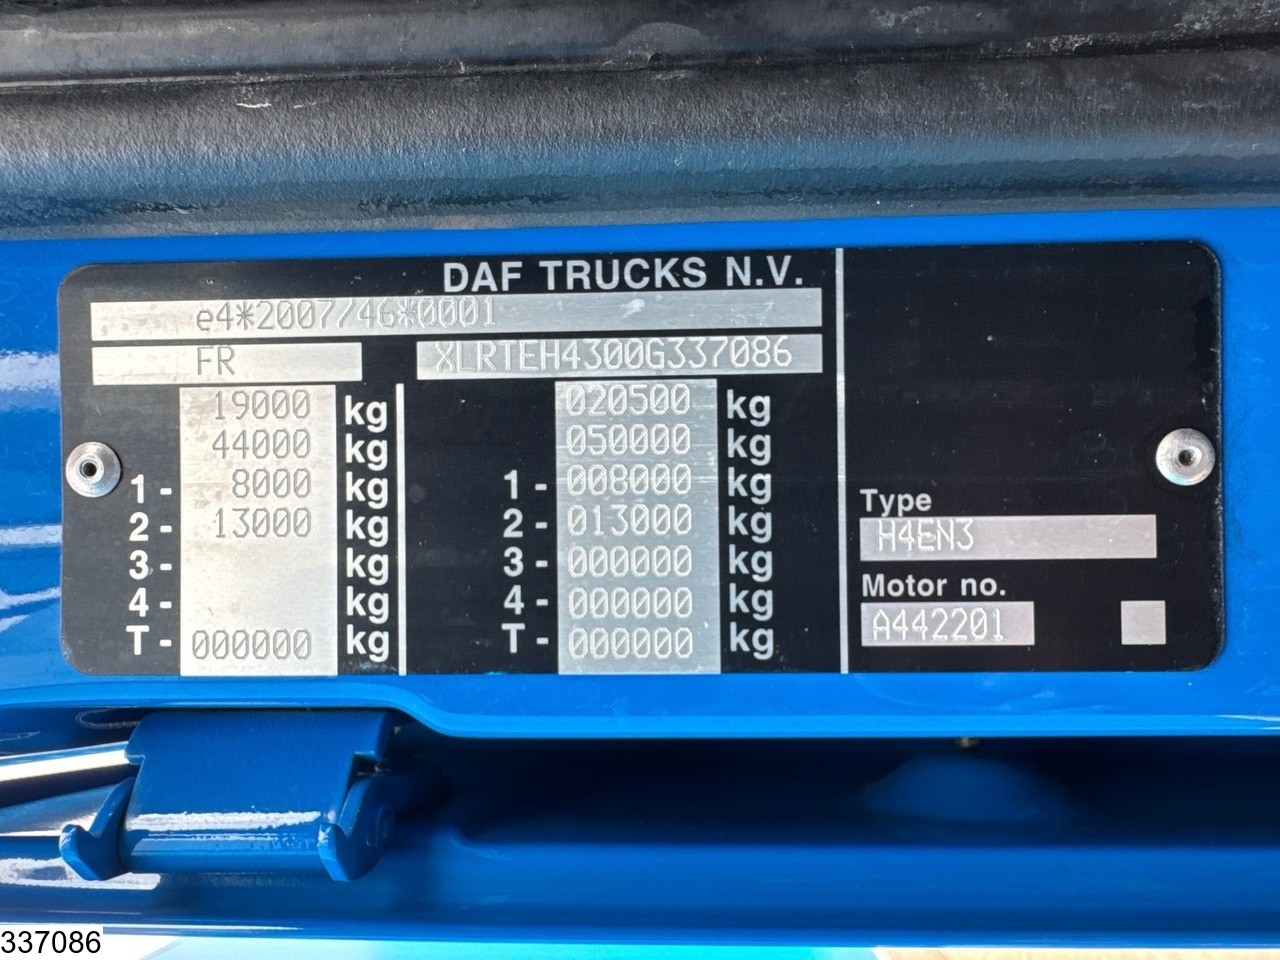 DAF TRUCKS N.V.
e4*2007/46*0001
FR XLRTEH4300G337086
19000 kg 020500 kg
44000 kg 050000 kg
1 - 8000 kg 1 - 008000 kg
2 - 13000 kg 2 - 013000 kg
3 - kg 3 - 000000 kg
4 - kg 4 - 000000 kg
T - 000000 kg T - 000000 kg
Type
H4EN3
Motor no.
A442201
337086